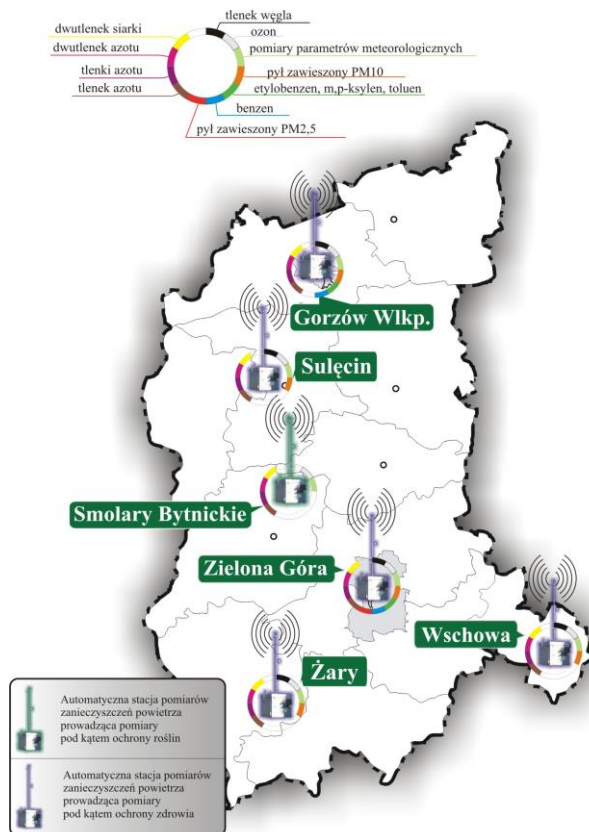 tlenek węgla
dwutlenek siarki
ozon
dwutlenek azotu
pomiary parametrów meteorologicznych
tlenki azotu
pył zawieszony PM10
tlenek azotu
etylobenzen, m,p-ksylen, toluen
benzen
pył zawieszony PM2,5
Gorzów Wlkp.
Sulęcin
Smolary Bytnickie
Zielona Góra
Wschowa
Żary
Automatyczna stacja pomiarów
zanieczyszczeń powietrza
prowadząca pomiary
pod kątem ochrony roślin
Automatyczna stacja pomiarów
zanieczyszczeń powietrza
prowadząca pomiary
pod kątem ochrony zdrowia